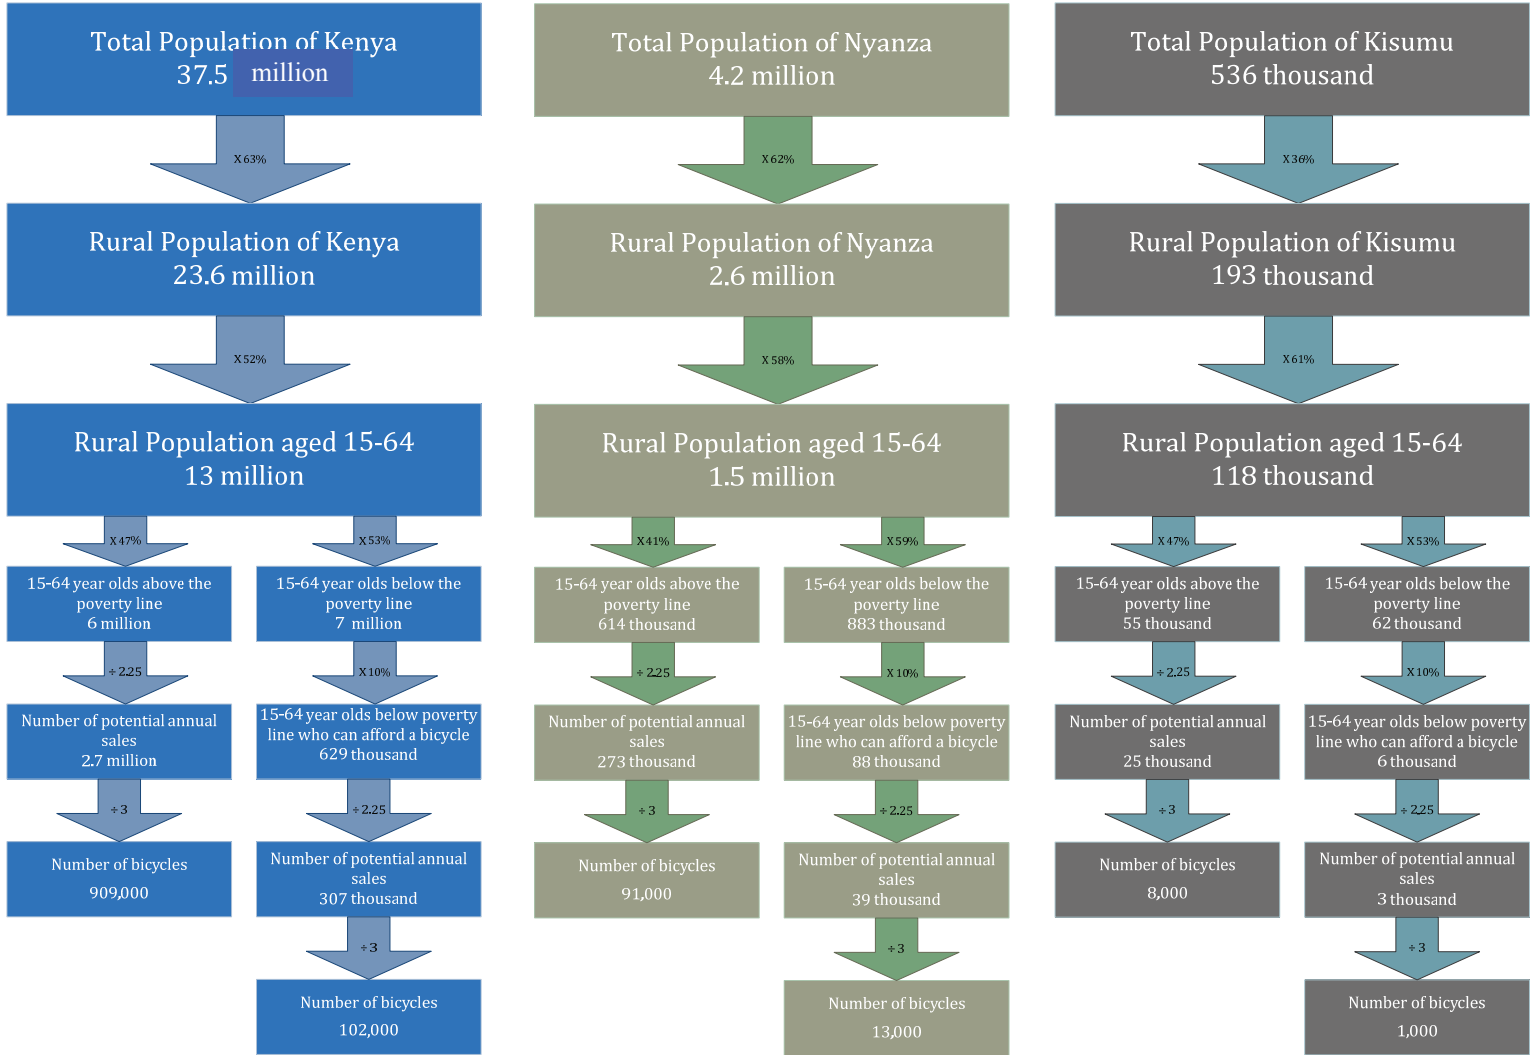 Total Population of Kenya
37.5 million
X 63%
Rural Population of Kenya
23.6 million
X 52%
Rural Population aged 15-64
13 million
X 47%
15-64 year olds above the
poverty line
6 million
÷ 2.25
Number of potential annual
sales
2.7 million
÷ 3
Number of bicycles
909,000
X 53%
15-64 year olds below the
poverty line
7 million
X 10%
15-64 year olds below poverty
line who can afford a bicycle
629 thousand
÷ 2.25
Number of potential annual
sales
307 thousand
÷ 3
Number of bicycles
102,000
Total Population of Nyanza
4.2 million
X 62%
Rural Population of Nyanza
2.6 million
X 58%
Rural Population aged 15-64
1.5 million
X 41%
15-64 year olds above the
poverty line
614 thousand
÷ 2.25
Number of potential annual
sales
273 thousand
÷ 3
Number of bicycles
91,000
X 59%
15-64 year olds below the
poverty line
883 thousand
X 10%
15-64 year olds below poverty
line who can afford a bicycle
88 thousand
÷ 2.25
Number of potential annual
sales
39 thousand
÷ 3
Number of bicycles
13,000
Total Population of Kisumu
536 thousand
X 36%
Rural Population of Kisumu
193 thousand
X 61%
Rural Population aged 15-64
118 thousand
X 47%
15-64 year olds above the
poverty line
55 thousand
÷ 2.25
Number of potential annual
sales
25 thousand
÷ 3
Number of bicycles
8,000
X 53%
15-64 year olds below the
poverty line
62 thousand
X 10%
15-64 year olds below poverty
line who can afford a bicycle
6 thousand
÷ 2.25
Number of potential annual
sales
3 thousand
÷ 3
Number of bicycles
1,000